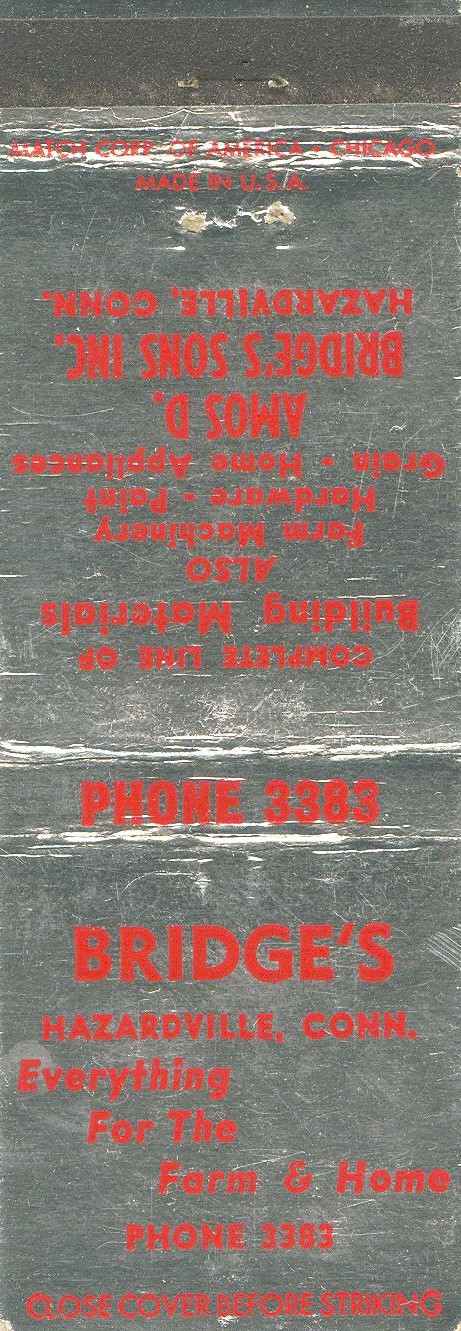 MATCH CORP. OF AMERICA • CHICAGO
MADE IN U.S.A.
COMPLETE LINE OF
Building Materials
ALSO
Farm Machinery
Hardware - Paint
Grain - Home Appliances
AMOS D.
BRIDGE'S SONS INC.
HAZARDVILLE, CONN.
PHONE 3383
BRIDGE'S
HAZARDVILLE, CONN.
Everything
For The
Farm & Home
PHONE 3383
CLOSE COVER BEFORE STRIKING